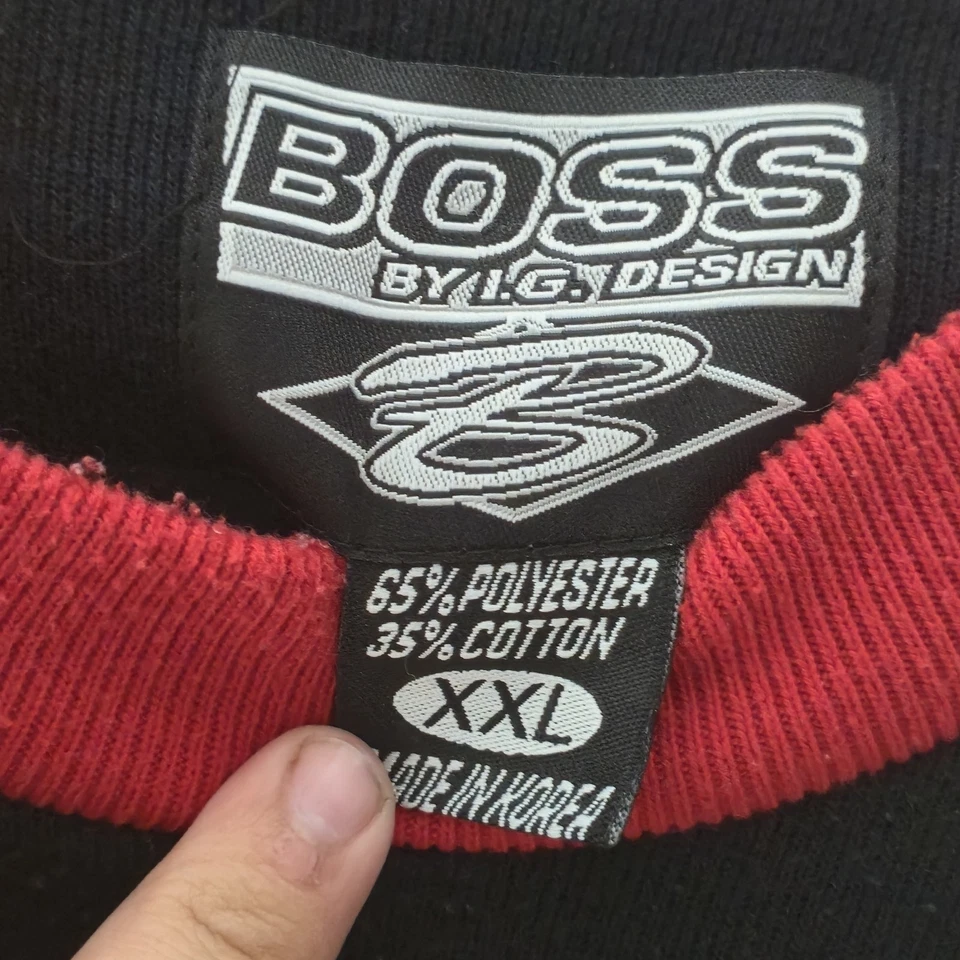 BOSS
BY I.G. DESIGN
B
65% POLYESTER
35% COTTON
XXL
MADE IN KOREA